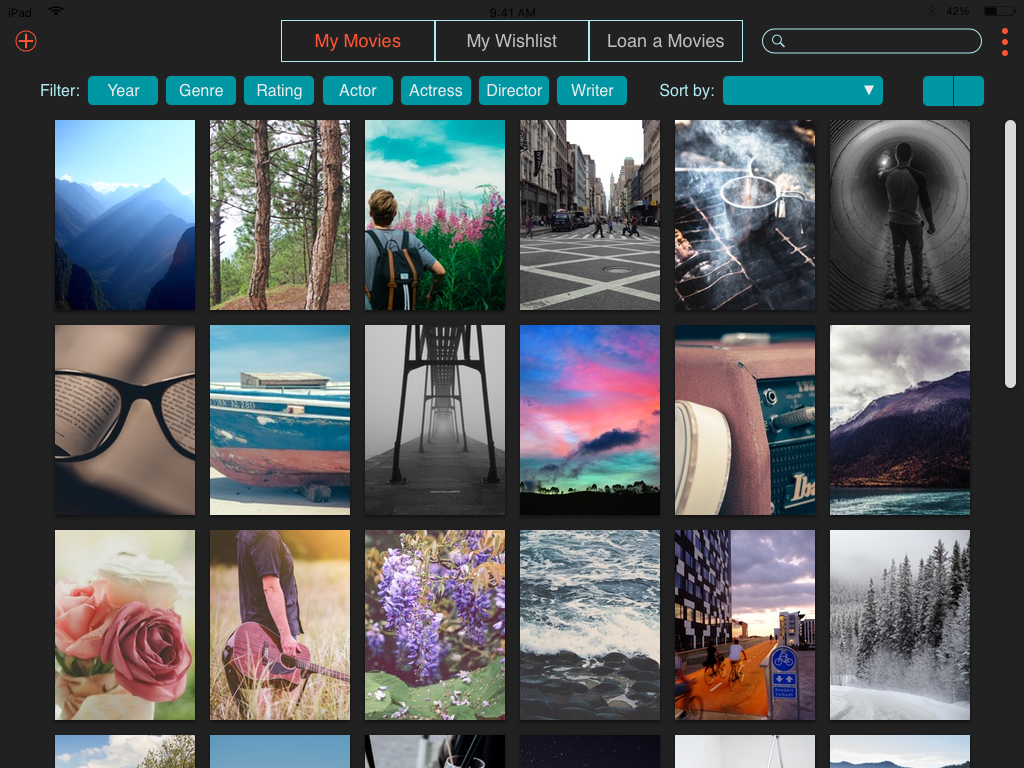 iPad 9:41 AM 42%
My Movies My Wishlist Loan a Movies
Filter: Year Genre Rating Actor Actress Director Writer Sort by: ▼